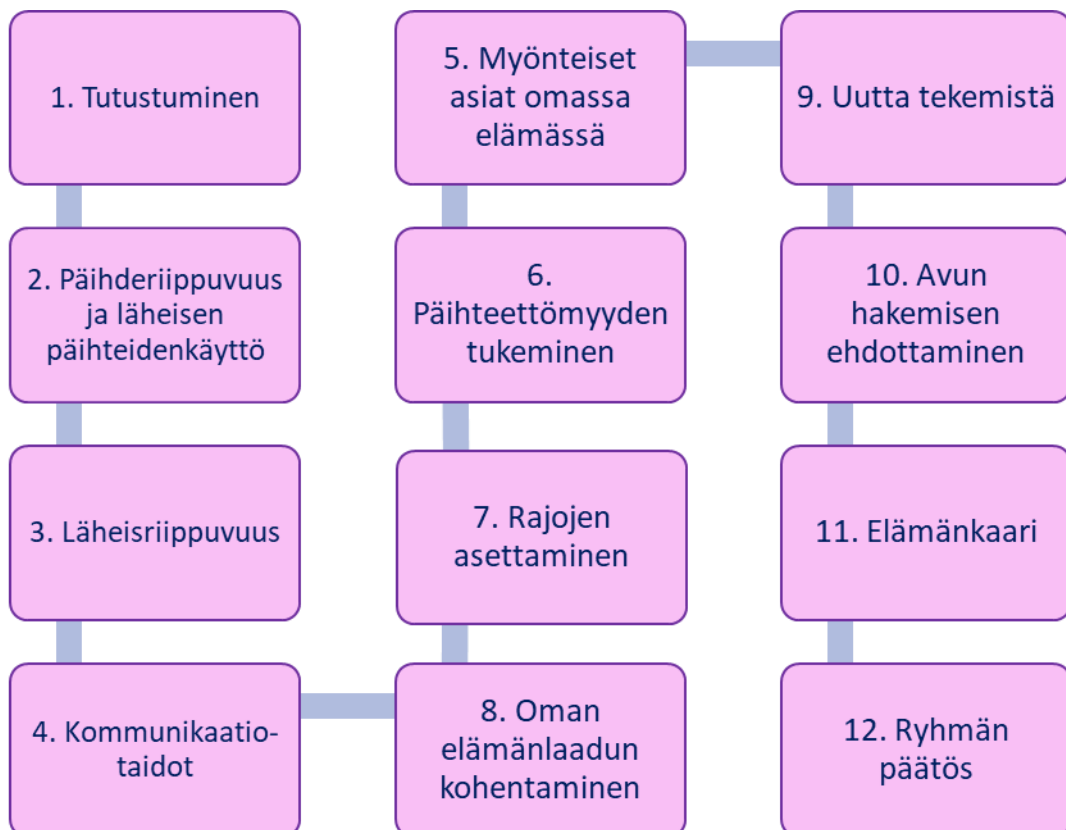 1. Tutustuminen
2. Päihderiippuvuus
ja läheisen
päihteidenkäyttö
3. Läheisriippuvuus
4. Kommunikaatio-
taidot
5. Myönteiset
asiat omassa
elämässä
6.
Päihteettömyyden
tukeminen
7. Rajojen
asettaminen
8. Oman
elämänlaadun
kohentaminen
9. Uutta tekemistä
10. Avun
hakemisen
ehdottaminen
11. Elämänkaari
12. Ryhmän
päätös